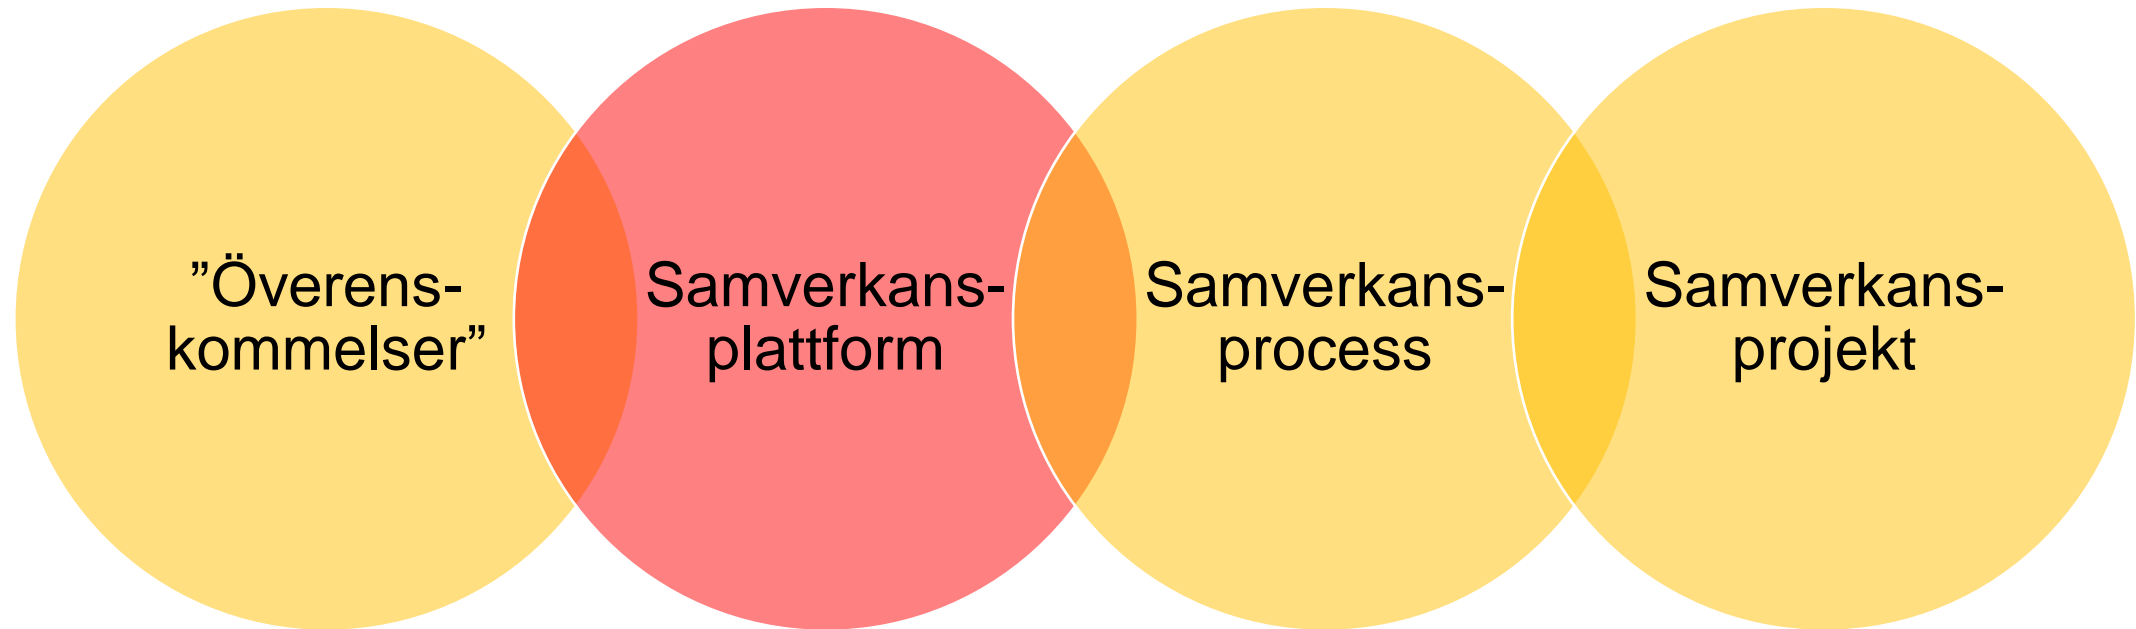 ”Överens-
kommelser”
Samverkans-
plattform
Samverkans-
process
Samverkans-
projekt